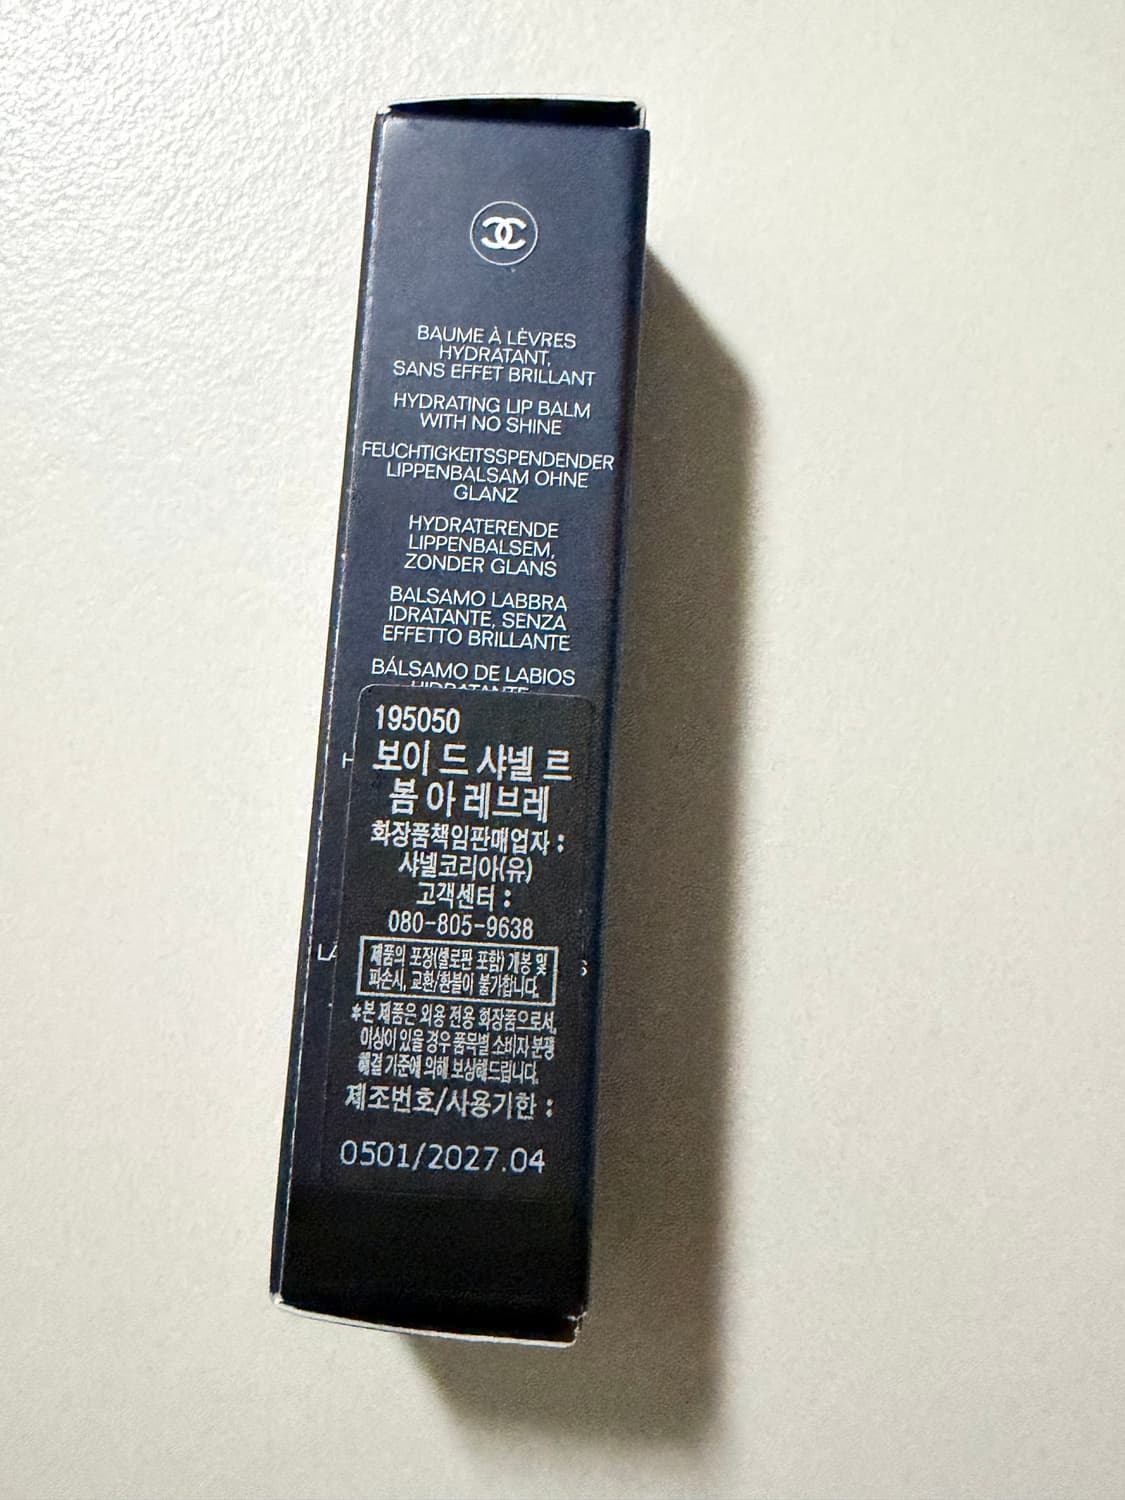 BAUME À LÈVRES
HYDRATANT,
SANS EFFET BRILLANT
HYDRATING LIP BALM
WITH NO SHINE
FEUCHTIGKEITSSPENDENDER
LIPPENBALSAM OHNE
GLANZ
HYDRATERENDE
LIPPENBALSEM,
ZONDER GLANS
BALSAMO LABBRA
IDRATANTE, SENZA
EFFETTO BRILLANTE
BÁLSAMO DE LABIOS
HIDRATANTE
195050
보이 드 샤넬 르
봄 아 레브레
화장품책임판매업자 :
샤넬코리아(유)
고객센터 :
080-805-9638
제품의 포장(셀로판 포함) 개봉 및
파손시, 교환/환불이 불가합니다.
*본 제품은 외용 전용 화장품으로서,
이상이 있을 경우 품목별 소비자 분쟁
해결 기준에 의해 보상해드립니다.
제조번호/사용기한 :
0501/2027.04